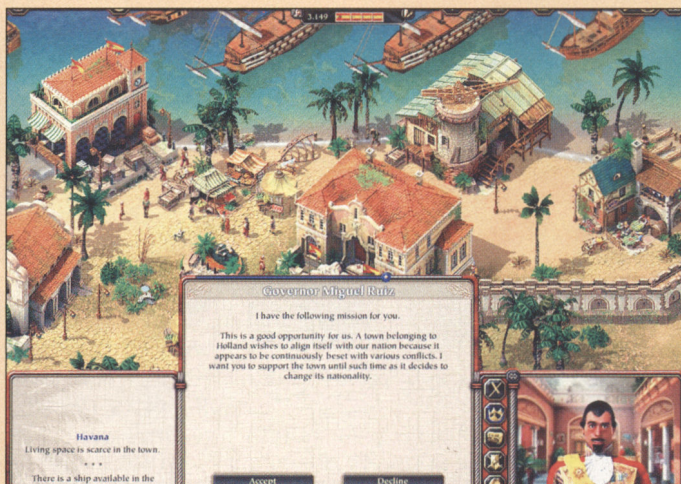 3.149
Governor Miguel Ruiz
I have the following mission for you.
This is a good opportunity for us. A town belonging to
Holland wishes to align itself with our nation because it
appears to be continuously beset with various conflicts. I
want you to support the town until such time as it decides to
change its nationality.
Accept
Decline
Havana
Living space is scarce in the town.
* * *
There is a ship available in the